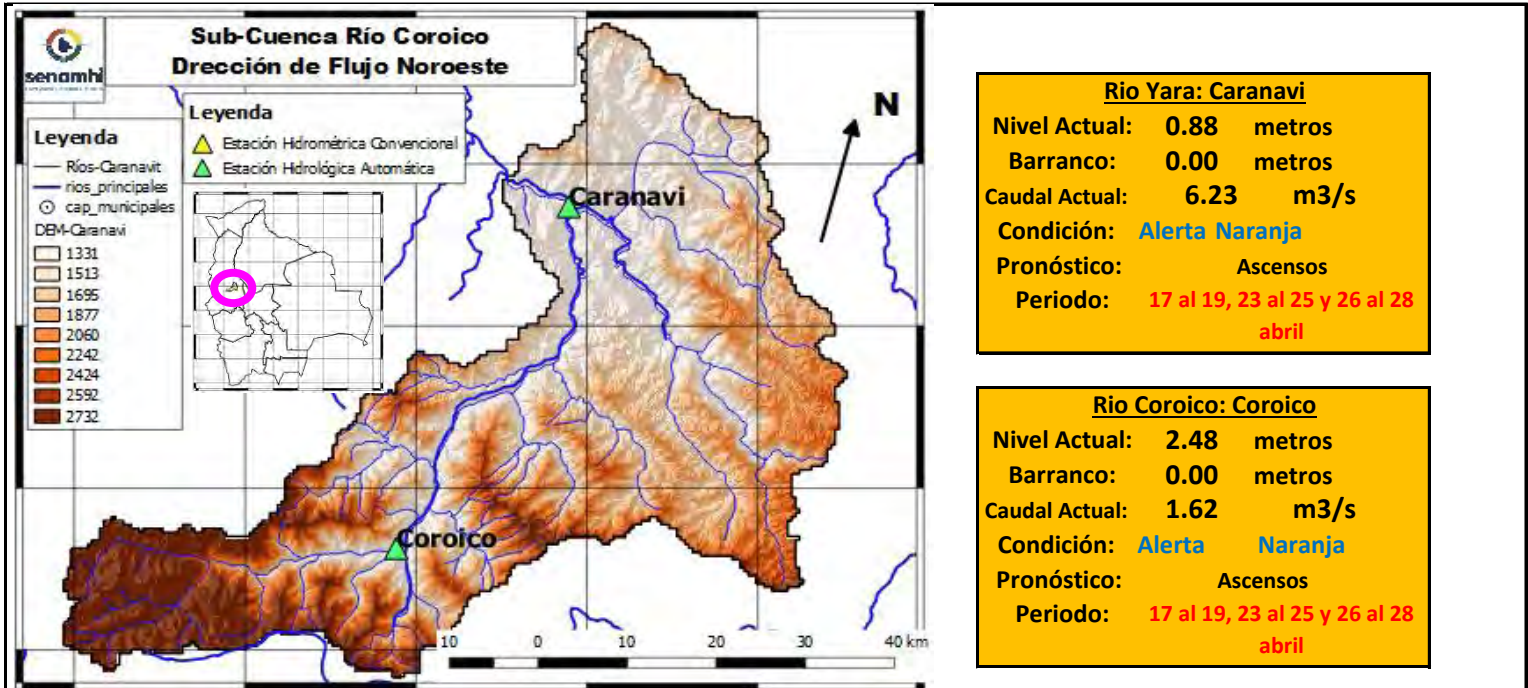 senamhi
Sub-Cuenca Río Coroico
Drección de Flujo Noroeste
Leyenda
Ríos-Caranavit
rios_principales
cap_municipales
DEM-Caranavi
1331
1513
1695
1877
2060
2242
2424
2592
2732
Leyenda
Estación Hidrométrica Convencional
Estación Hidrológica Automática
N
Caranavi
Coroico
10 0 10 20 30 40 km
Rio Yara: Caranavi
Nivel Actual: 0.88 metros
Barranco: 0.00 metros
Caudal Actual: 6.23 m3/s
Condición: Alerta Naranja
Pronóstico: Ascensos
Periodo: 17 al 19, 23 al 25 y 26 al 28
abril
Rio Coroico: Coroico
Nivel Actual: 2.48 metros
Barranco: 0.00 metros
Caudal Actual: 1.62 m3/s
Condición: Alerta Naranja
Pronóstico: Ascensos
Periodo: 17 al 19, 23 al 25 y 26 al 28
abril